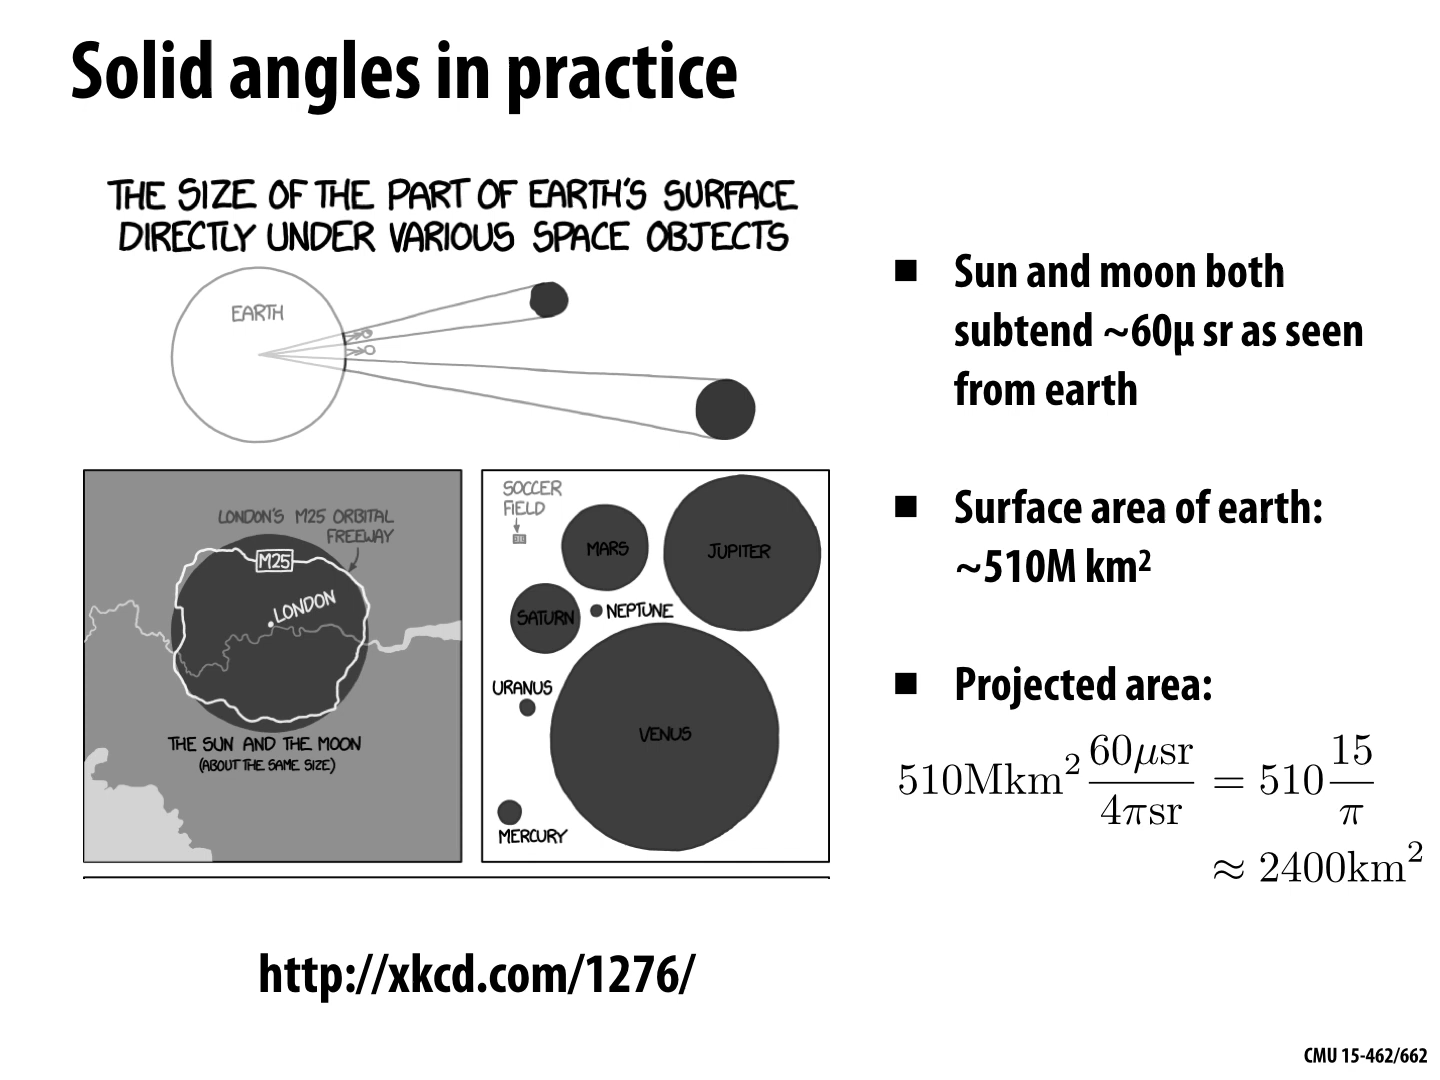 Solid angles in practice
THE SIZE OF THE PART OF EARTH'S SURFACE
DIRECTLY UNDER VARIOUS SPACE OBJECTS
EARTH
LONDON'S M25 ORBITAL
FREEWAY
M25
LONDON
THE SUN AND THE MOON
(ABOUT THE SAME SIZE)
SOCCER
FIELD
MARS
JUPITER
SATURN
NEPTUNE
URANUS
VENUS
MERCURY
http://xkcd.com/1276/
■ Sun and moon both
subtend ~60µ sr as seen
from earth
■ Surface area of earth:
~510M km²
■ Projected area:
510Mkm² 60µsr/4πsr = 510 15/π
≈ 2400km²
CMU 15-462/662